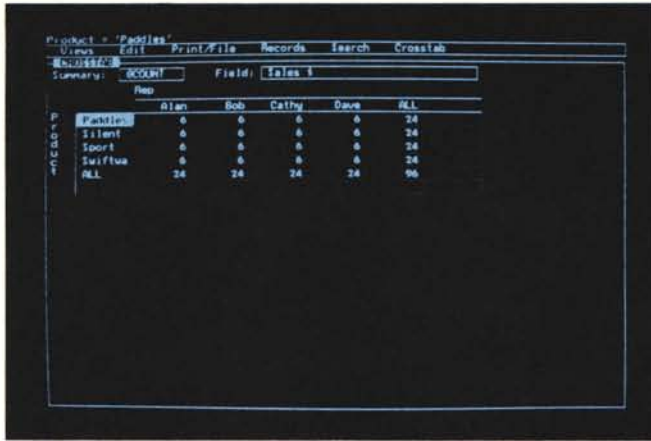 Product = 'Paddles'
Views Edit Print/File Records Search Crosstab
CROSSTAB
Summary: @COUNT Field: Sales $
Rep
Alan Bob Cathy Dave ALL
Product
Paddles 6 6 6 6 24
Silent 6 6 6 6 24
Sport 6 6 6 6 24
Swiftwa 6 6 6 6 24
ALL 24 24 24 24 96